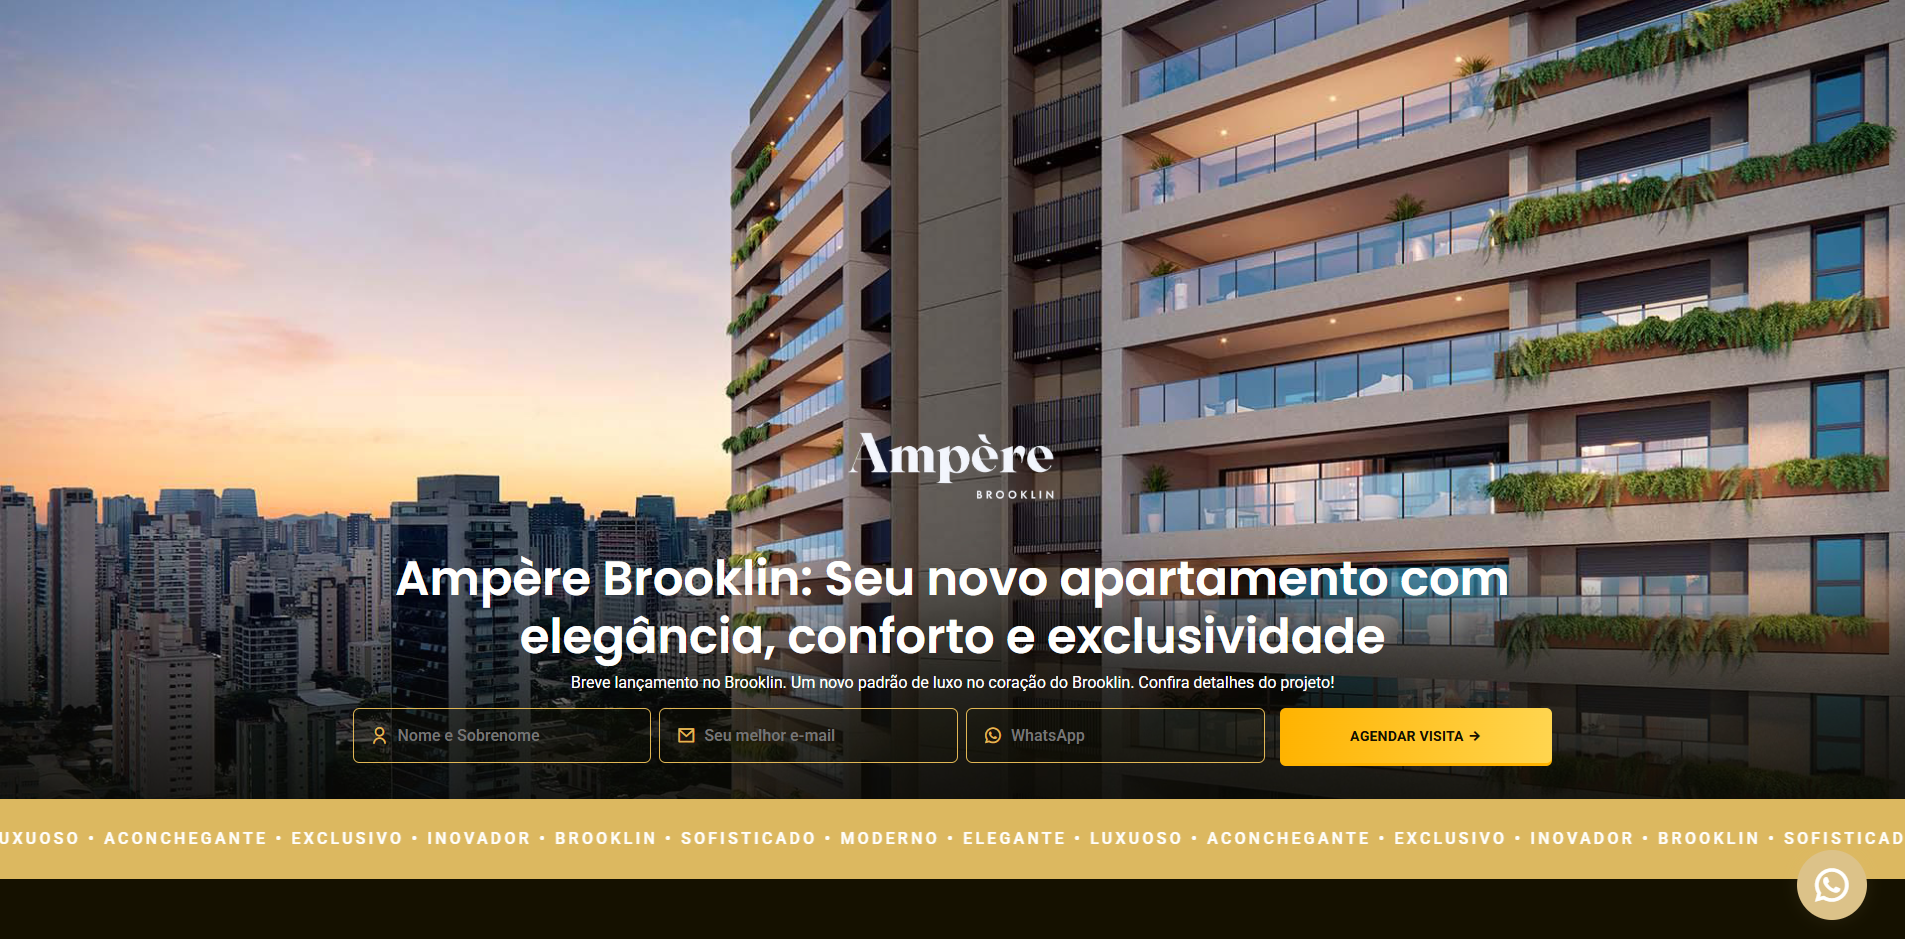 Ampère
BROOKLIN
Ampère Brooklin: Seu novo apartamento com
elegância, conforto e exclusividade
Breve lançamento no Brooklin. Um novo padrão de luxo no coração do Brooklin. Confira detalhes do projeto!
Nome e Sobrenome
Seu melhor e-mail
WhatsApp
AGENDAR VISITA →
UXUOSO • ACONCHEGANTE • EXCLUSIVO • INOVADOR • BROOKLIN • SOFISTICADO • MODERNO • ELEGANTE • LUXUOSO • ACONCHEGANTE • EXCLUSIVO • INOVADOR • BROOKLIN • SOFISTICAD